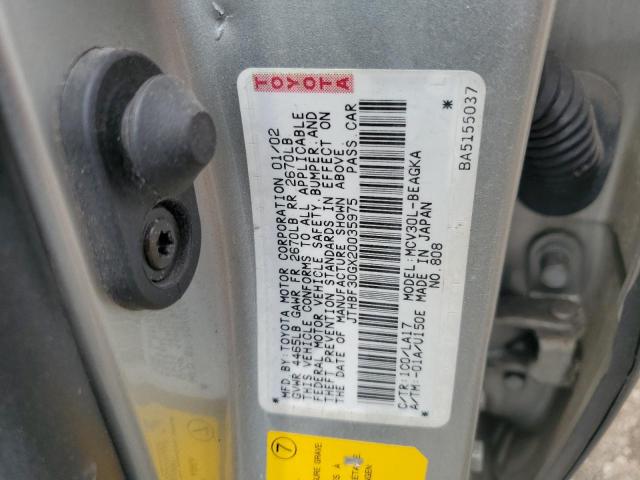 TOYOTA
*MFD.BY:TOYOTA MOTOR CORPORATION 01/02
GVWR 4465LB GAWR FR 2670LB RR 2670LB
THIS VEHICLE CONFORMS TO ALL APPLICABLE
FEDERAL MOTOR VEHICLE SAFETY,BUMPER,AND
THEFT PREVENTION STANDARDS IN EFFECT ON
THE DATE OF MANUFACTURE SHOWN ABOVE.
JTHBF30GX20035975 PASS CAR
C/TR:1C0/LA17 MODEL:MCV30L-BEAGKA
A/TM:-01A/U150E MADE IN JAPAN
* NO.808 *
BA5155037
7
URE GRAVE.